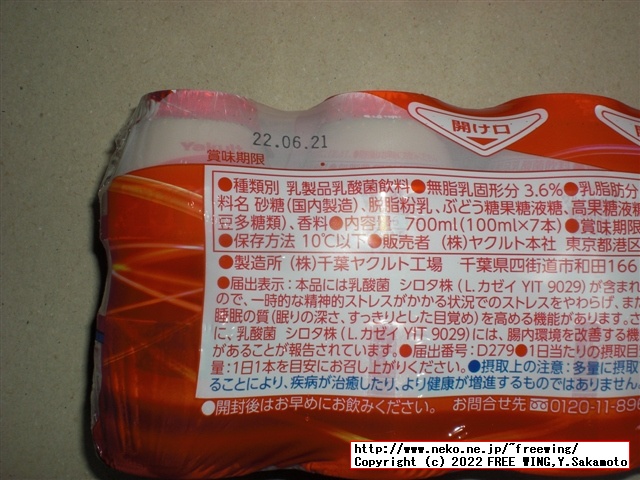 22.06.21
賞味期限
開け口
●種類別 乳製品乳酸菌飲料●無脂乳固形分 3.6%●乳脂肪分
料名 砂糖(国内製造)、脱脂粉乳、ぶどう糖果糖液糖、高果糖液糖
豆多糖類)、香料●内容量 700ml(100ml×7本)●賞味期限
●保存方法 10℃以下●販売者 (株)ヤクルト本社 東京都港区
●製造所 (株)千葉ヤクルト工場 千葉県四街道市和田166
●届出表示:本品には乳酸菌 シロタ株(L.カゼイ YIT 9029)が含まれ
ので、一時的な精神的ストレスがかかる状況でのストレスをやわらげ、また
睡眠の質(眠りの深さ、すっきりとした目覚め)を高める機能があります。さ
に、乳酸菌 シロタ株(L.カゼイ YIT 9029)には、腸内環境を改善する機
があることが報告されています。●届出番号:D279●1日当たりの摂取目
量:1日1本を目安にお召し上がりください。●摂取上の注意:多量に摂取
ることにより、疾病が治癒したり、より健康が増進するものではありません
●開封後はお早めにお飲みください。 お問合せ先 0120-11-896
http://www.neko.ne.jp/~freewing/
Copyright (c) 2022 FREE WING,Y.Sakamoto